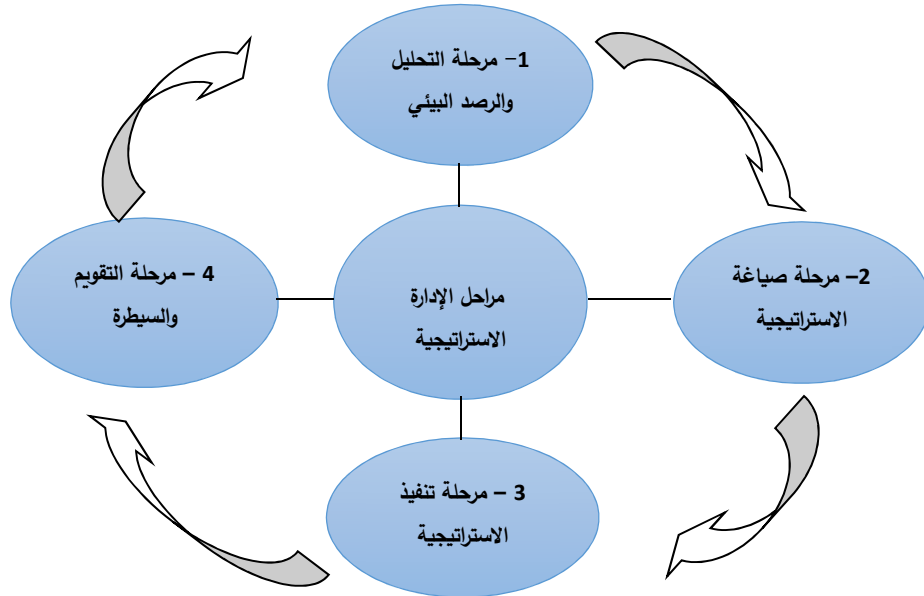 1– مرحلة التحليل
والرصد البيئي
2– مرحلة صياغة
الاستراتيجية
مراحل الإدارة
الاستراتيجية
4 – مرحلة التقويم
والسيطرة
3 – مرحلة تنفيذ
الاستراتيجية